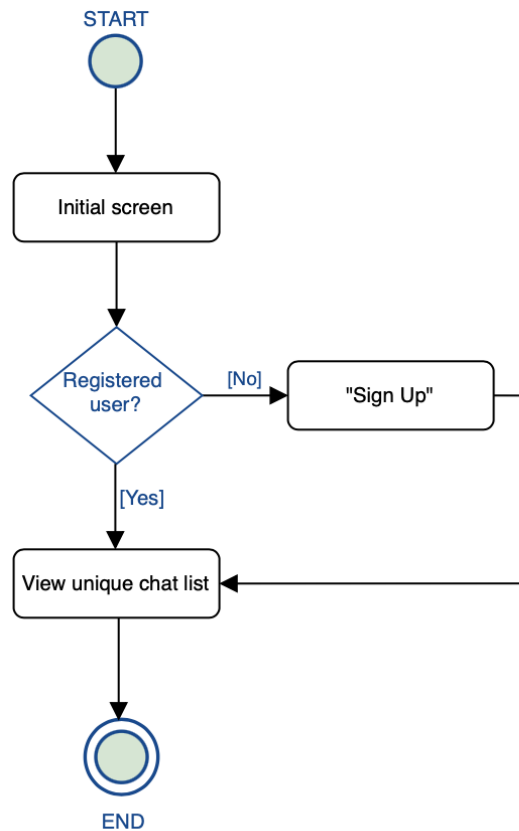 START
Initial screen
Registered
user?
[No]
"Sign Up"
[Yes]
View unique chat list
END